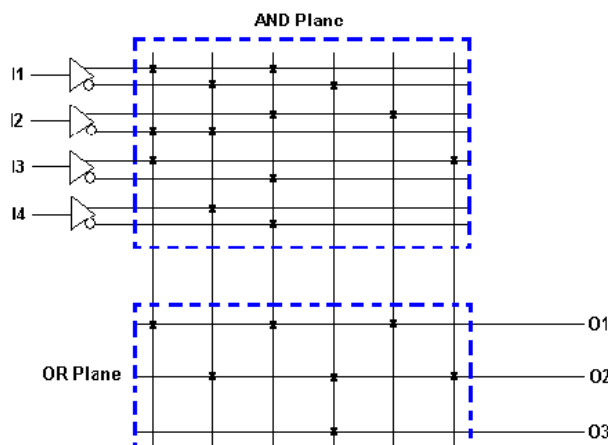 AND Plane
I1
I2
I3
I4
O1
OR Plane
O2
O3